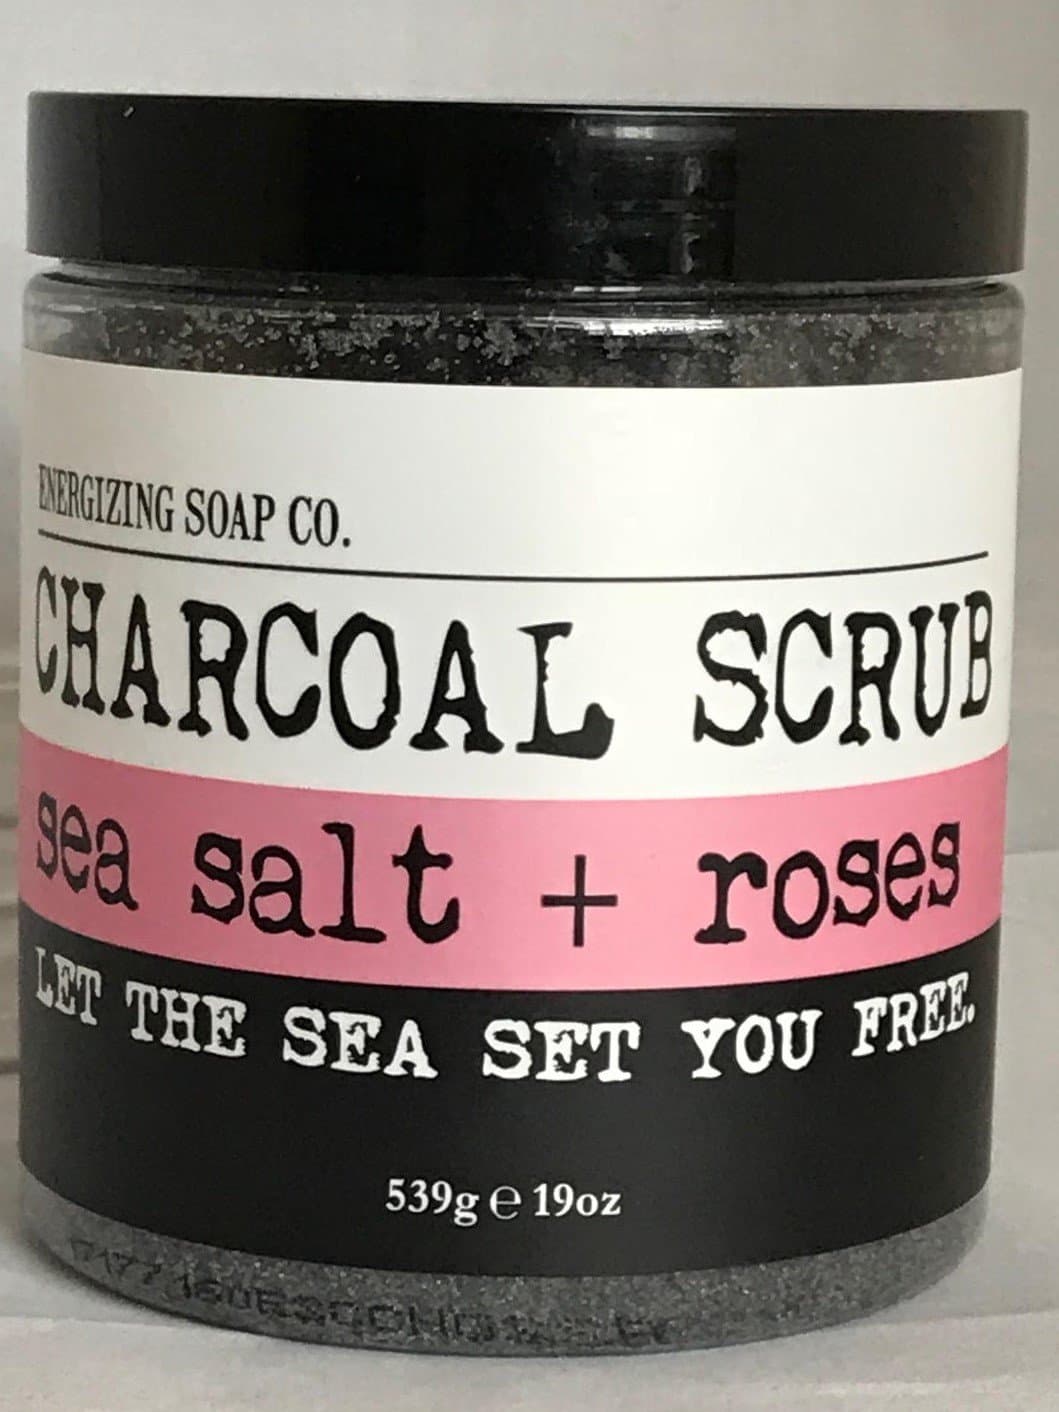 ENERGIZING SOAP CO.
CHARCOAL SCRUB
sea salt + roses
LET THE SEA SET YOU FREE.
539g ℮ 19oz